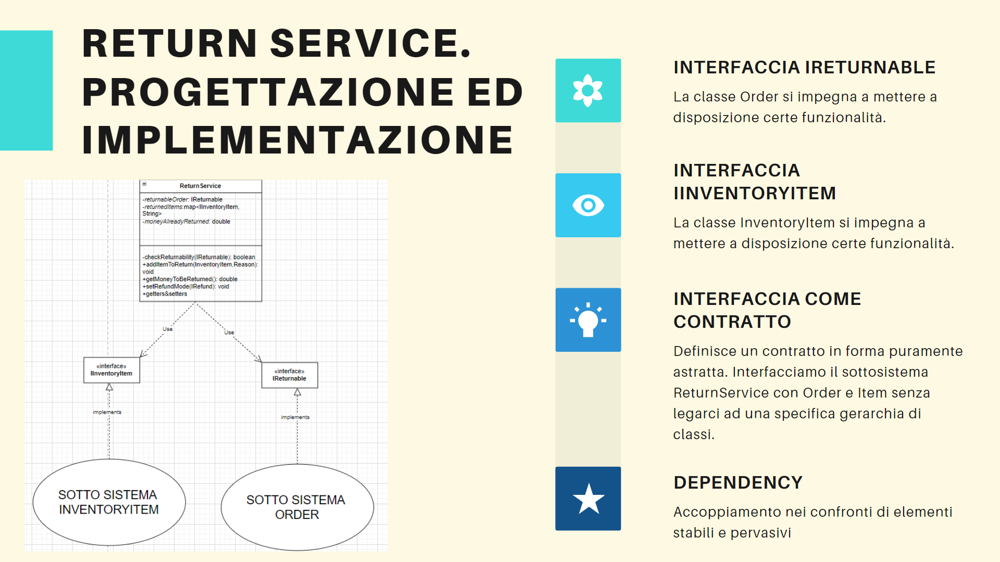 RETURN SERVICE.
PROGETTAZIONE ED
IMPLEMENTAZIONE
ReturnService
-returnableOrder: IReturnable
-returnedItems:map<IInventoryItem,
String>
-moneyAlreadyReturned: double
-checkReturnability(IReturnable): boolean
+addItemToReturn(InventoryItem,Reason):
void
+getMoneyToBeReturned(): double
+setRefundMode(IRefund): void
+getters&setters
Use
Use
«interface»
IInventoryItem
«interface»
IReturnable
implements
implements
SOTTO SISTEMA
INVENTORYITEM
SOTTO SISTEMA
ORDER
INTERFACCIA IRETURNABLE
La classe Order si impegna a mettere a
disposizione certe funzionalità.
INTERFACCIA
IINVENTORYITEM
La classe InventoryItem si impegna a
mettere a disposizione certe funzionalità.
INTERFACCIA COME
CONTRATTO
Definisce un contratto in forma puramente
astratta. Interfacciamo il sottosistema
ReturnService con Order e Item senza
legarci ad una specifica gerarchia di
classi.
DEPENDENCY
Accoppiamento nei confronti di elementi
stabili e pervasivi